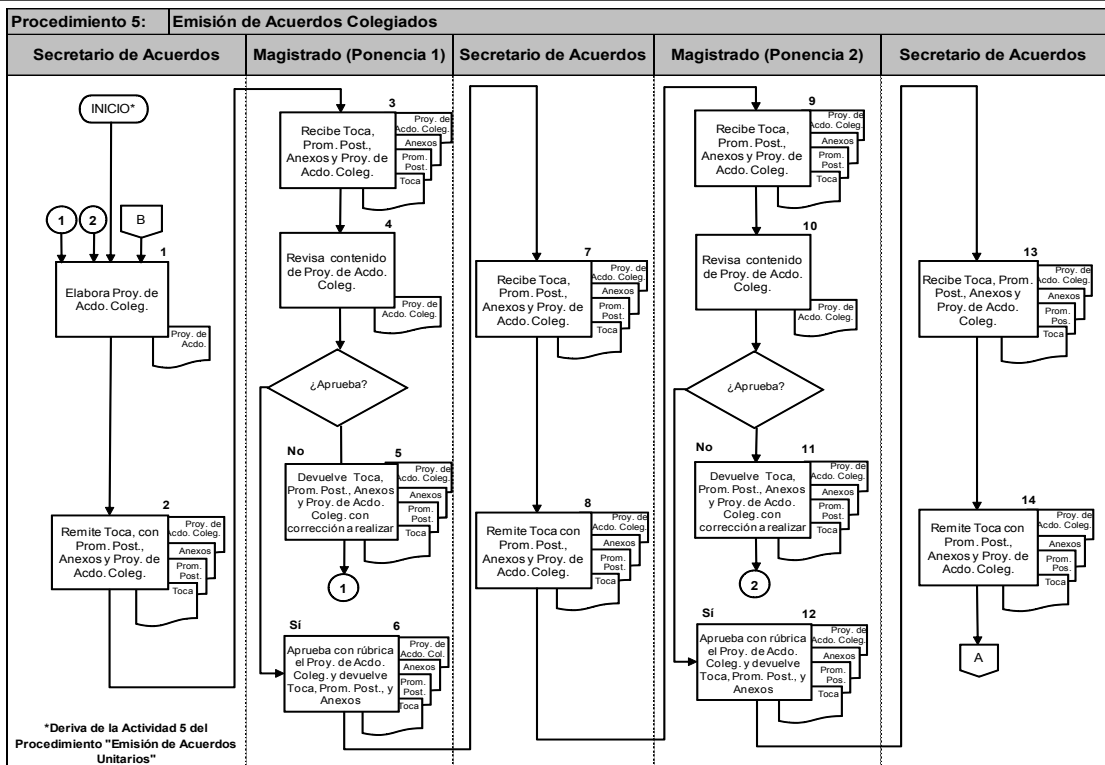 Procedimiento 5: Emisión de Acuerdos Colegiados
Secretario de Acuerdos
Magistrado (Ponencia 1)
Secretario de Acuerdos
Magistrado (Ponencia 2)
Secretario de Acuerdos
INICIO*
1
2
B
1
Elabora Proy. de
Acdo. Coleg.
Proy. de
Acdo.
2
Remite Toca, con
Prom. Post.,
Anexos y Proy. de
Acdo. Coleg.
Proy. de
Acdo. Coleg.
Anexos
Prom.
Post.
Toca
*Deriva de la Actividad 5 del
Procedimiento "Emisión de Acuerdos
Unitarios"
3
Recibe Toca,
Prom. Post.,
Anexos y Proy. de
Acdo. Coleg.
Proy. de
Acdo. Coleg.
Anexos
Prom.
Post.
Toca
4
Revisa contenido
de Proy. de Acdo.
Coleg.
Proy. de
Acdo. Coleg.
¿Aprueba?
No
5
Devuelve Toca,
Prom. Post., Anexos
y Proy. de Acdo.
Coleg. con
corrección a realizar
Proy. de
Acdo. Coleg.
Anexos
Prom.
Post.
Toca
1
Sí
6
Aprueba con rúbrica
el Proy. de Acdo.
Coleg. y devuelve
Toca, Prom. Post., y
Anexos
Proy. de
Acdo. Col.
Anexos
Prom.
Post.
Toca
7
Recibe Toca,
Prom. Post.,
Anexos y Proy. de
Acdo. Coleg.
Proy. de
Acdo. Coleg.
Anexos
Prom.
Post.
Toca
8
Remite Toca con
Prom. Post.,
Anexos y Proy. de
Acdo. Coleg.
Proy. de
Acdo. Coleg.
Anexos
Prom.
Post.
Toca
9
Recibe Toca,
Prom. Post.,
Anexos y Proy. de
Acdo. Coleg.
Proy. de
Acdo. Coleg.
Anexos
Prom.
Post.
Toca
10
Revisa contenido
de Proy. de Acdo.
Coleg.
Proy. de
Acdo. Coleg.
¿Aprueba?
No
11
Devuelve Toca,
Prom. Post., Anexos
y Proy. de Acdo.
Coleg. con
corrección a realizar
Proy. de
Acdo. Coleg.
Anexos
Prom.
Post.
Toca
2
Sí
12
Aprueba con rúbrica
el Proy. de Acdo.
Coleg. y devuelve
Toca, Prom. Post., y
Anexos
Proy. de
Acdo. Coleg.
Anexos
Prom.
Pos.
Toca
13
Recibe Toca, Prom.
Post., Anexos y
Proy. de Acdo.
Coleg.
Proy. de
Acdo. Coleg.
Anexos
Prom.
Pos.
Toca
14
Remite Toca con
Prom. Post.,
Anexos y Proy. de
Acdo. Coleg.
Proy. de
Acdo. Coleg.
Anexos
Prom.
Post.
Toca
A